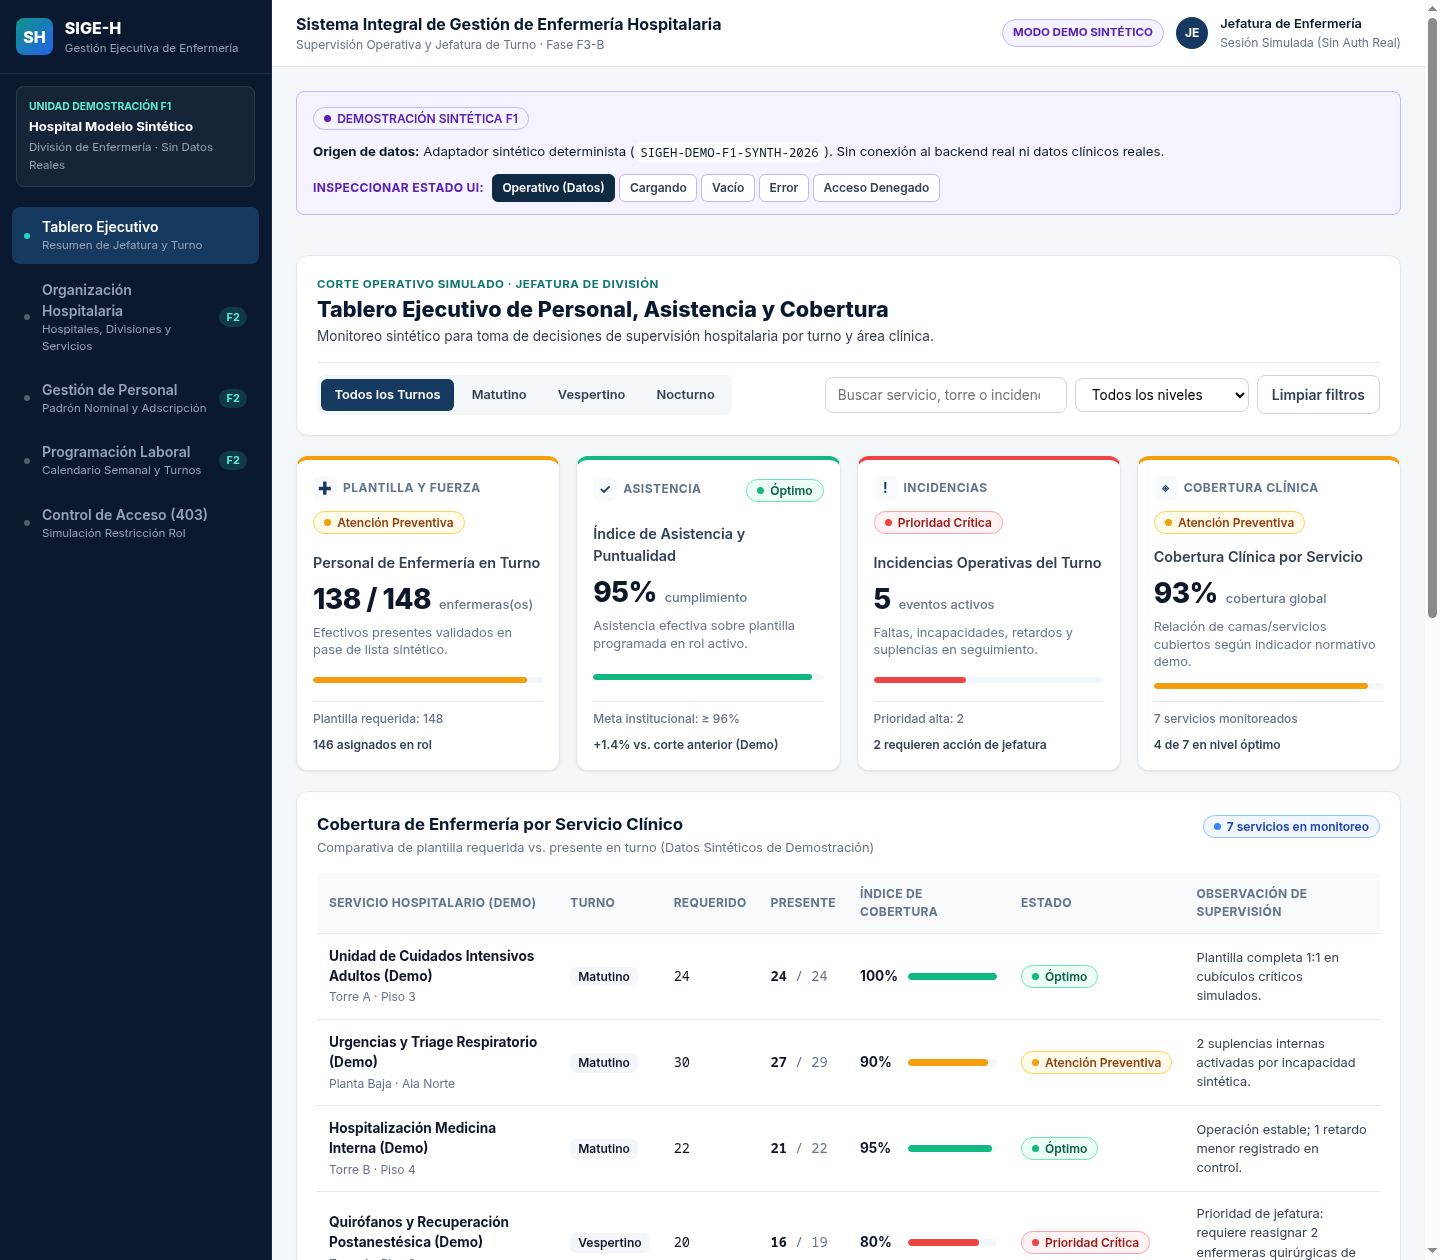 SH
SIGE-H
Gestión Ejecutiva de Enfermería
UNIDAD DEMOSTRACIÓN F1
Hospital Modelo Sintético
División de Enfermería · Sin Datos
Reales
Tablero Ejecutivo
Resumen de Jefatura y Turno
Organización
Hospitalaria
Hospitales, Divisiones y
Servicios
F2
Gestión de Personal
Padrón Nominal y Adscripción
F2
Programación Laboral
Calendario Semanal y Turnos
F2
Control de Acceso (403)
Simulación Restricción Rol
Sistema Integral de Gestión de Enfermería Hospitalaria
Supervisión Operativa y Jefatura de Turno · Fase F3-B
MODO DEMO SINTÉTICO
JE
Jefatura de Enfermería
Sesión Simulada (Sin Auth Real)
DEMOSTRACIÓN SINTÉTICA F1
Origen de datos: Adaptador sintético determinista ( SIGEH-DEMO-F1-SYNTH-2026 ). Sin conexión al backend real ni datos clínicos reales.
INSPECCIONAR ESTADO UI: Operativo (Datos) Cargando Vacío Error Acceso Denegado
CORTE OPERATIVO SIMULADO · JEFATURA DE DIVISIÓN
Tablero Ejecutivo de Personal, Asistencia y Cobertura
Monitoreo sintético para toma de decisiones de supervisión hospitalaria por turno y área clínica.
Todos los Turnos Matutino Vespertino Nocturno Buscar servicio, torre o incidenc Todos los niveles Limpiar filtros
PLANTILLA Y FUERZA
Atención Preventiva
Personal de Enfermería en Turno
138 / 148 enfermeras(os)
Efectivos presentes validados en
pase de lista sintético.
Plantilla requerida: 148
146 asignados en rol
ASISTENCIA
Óptimo
Índice de Asistencia y
Puntualidad
95% cumplimiento
Asistencia efectiva sobre plantilla
programada en rol activo.
Meta institucional: ≥ 96%
+1.4% vs. corte anterior (Demo)
! INCIDENCIAS
Prioridad Crítica
Incidencias Operativas del Turno
5 eventos activos
Faltas, incapacidades, retardos y
suplencias en seguimiento.
Prioridad alta: 2
2 requieren acción de jefatura
COBERTURA CLÍNICA
Atención Preventiva
Cobertura Clínica por Servicio
93% cobertura global
Relación de camas/servicios
cubiertos según indicador normativo
demo.
7 servicios monitoreados
4 de 7 en nivel óptimo
Cobertura de Enfermería por Servicio Clínico
Comparativa de plantilla requerida vs. presente en turno (Datos Sintéticos de Demostración)
7 servicios en monitoreo
SERVICIO HOSPITALARIO (DEMO) TURNO REQUERIDO PRESENTE ÍNDICE DE COBERTURA ESTADO OBSERVACIÓN DE SUPERVISIÓN
Unidad de Cuidados Intensivos
Adultos (Demo)
Torre A · Piso 3
Matutino 24 24 / 24 100% Óptimo
Plantilla completa 1:1 en
cubículos críticos
simulados.
Urgencias y Triage Respiratorio
(Demo)
Planta Baja · Ala Norte
Matutino 30 27 / 29 90% Atención Preventiva
2 suplencias internas
activadas por incapacidad
sintética.
Hospitalización Medicina
Interna (Demo)
Torre B · Piso 4
Matutino 22 21 / 22 95% Óptimo
Operación estable; 1 retardo
menor registrado en
control.
Quirófanos y Recuperación
Postanestésica (Demo)
Vespertino 20 16 / 19 80% Prioridad Crítica
Prioridad de jefatura:
requiere reasignar 2
enfermeras quirúrgicas de